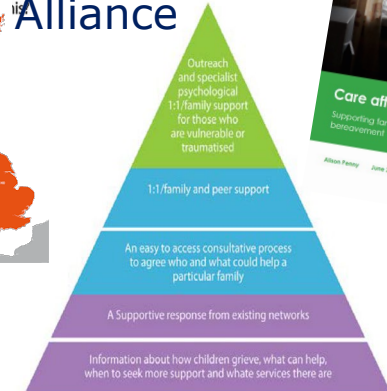 Alliance
Outreach
and specialist
psychological
1:1/family support
for those who
are vulnerable or
traumatised
1:1/family and peer support
An easy to access consultative process
to agree who and what could help a
particular family
A Supportive response from existing networks
Information about how children grieve, what can help,
when to seek more support and whate services there are
Care aft
Supporting fam
bereavement
Alison Penny June